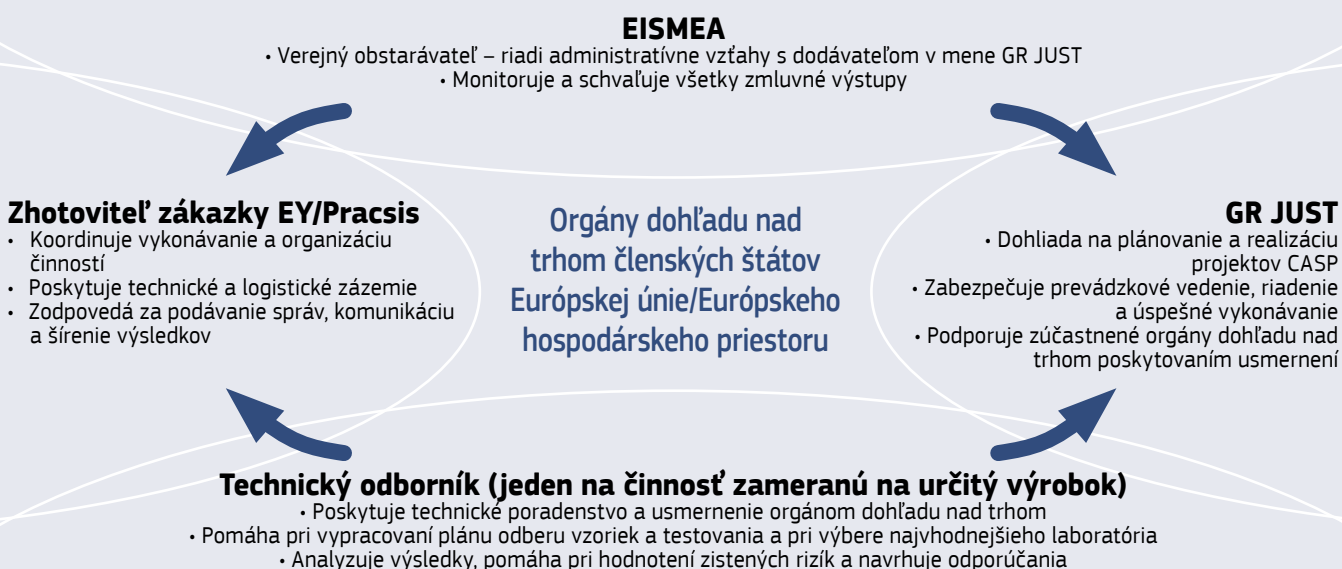 EISMEA
• Verejný obstarávateľ – riadi administratívne vzťahy s dodávateľom v mene GR JUST
• Monitoruje a schvaľuje všetky zmluvné výstupy
Zhotoviteľ zákazky EY/Pracsis
• Koordinuje vykonávanie a organizáciu
činností
• Poskytuje technické a logistické zázemie
• Zodpovedá za podávanie správ, komunikáciu
a šírenie výsledkov
Orgány dohľadu nad
trhom členských štátov
Európskej únie/Európskeho
hospodárskeho priestoru
GR JUST
• Dohliada na plánovanie a realizáciu
projektov CASP
• Zabezpečuje prevádzkové vedenie, riadenie
a úspešné vykonávanie
• Podporuje zúčastnené orgány dohľadu nad
trhom poskytovaním usmernení
Technický odborník (jeden na činnosť zameranú na určitý výrobok)
• Poskytuje technické poradenstvo a usmernenie orgánom dohľadu nad trhom
• Pomáha pri vypracovaní plánu odberu vzoriek a testovania a pri výbere najvhodnejšieho laboratória
• Analyzuje výsledky, pomáha pri hodnotení zistených rizík a navrhuje odporúčania